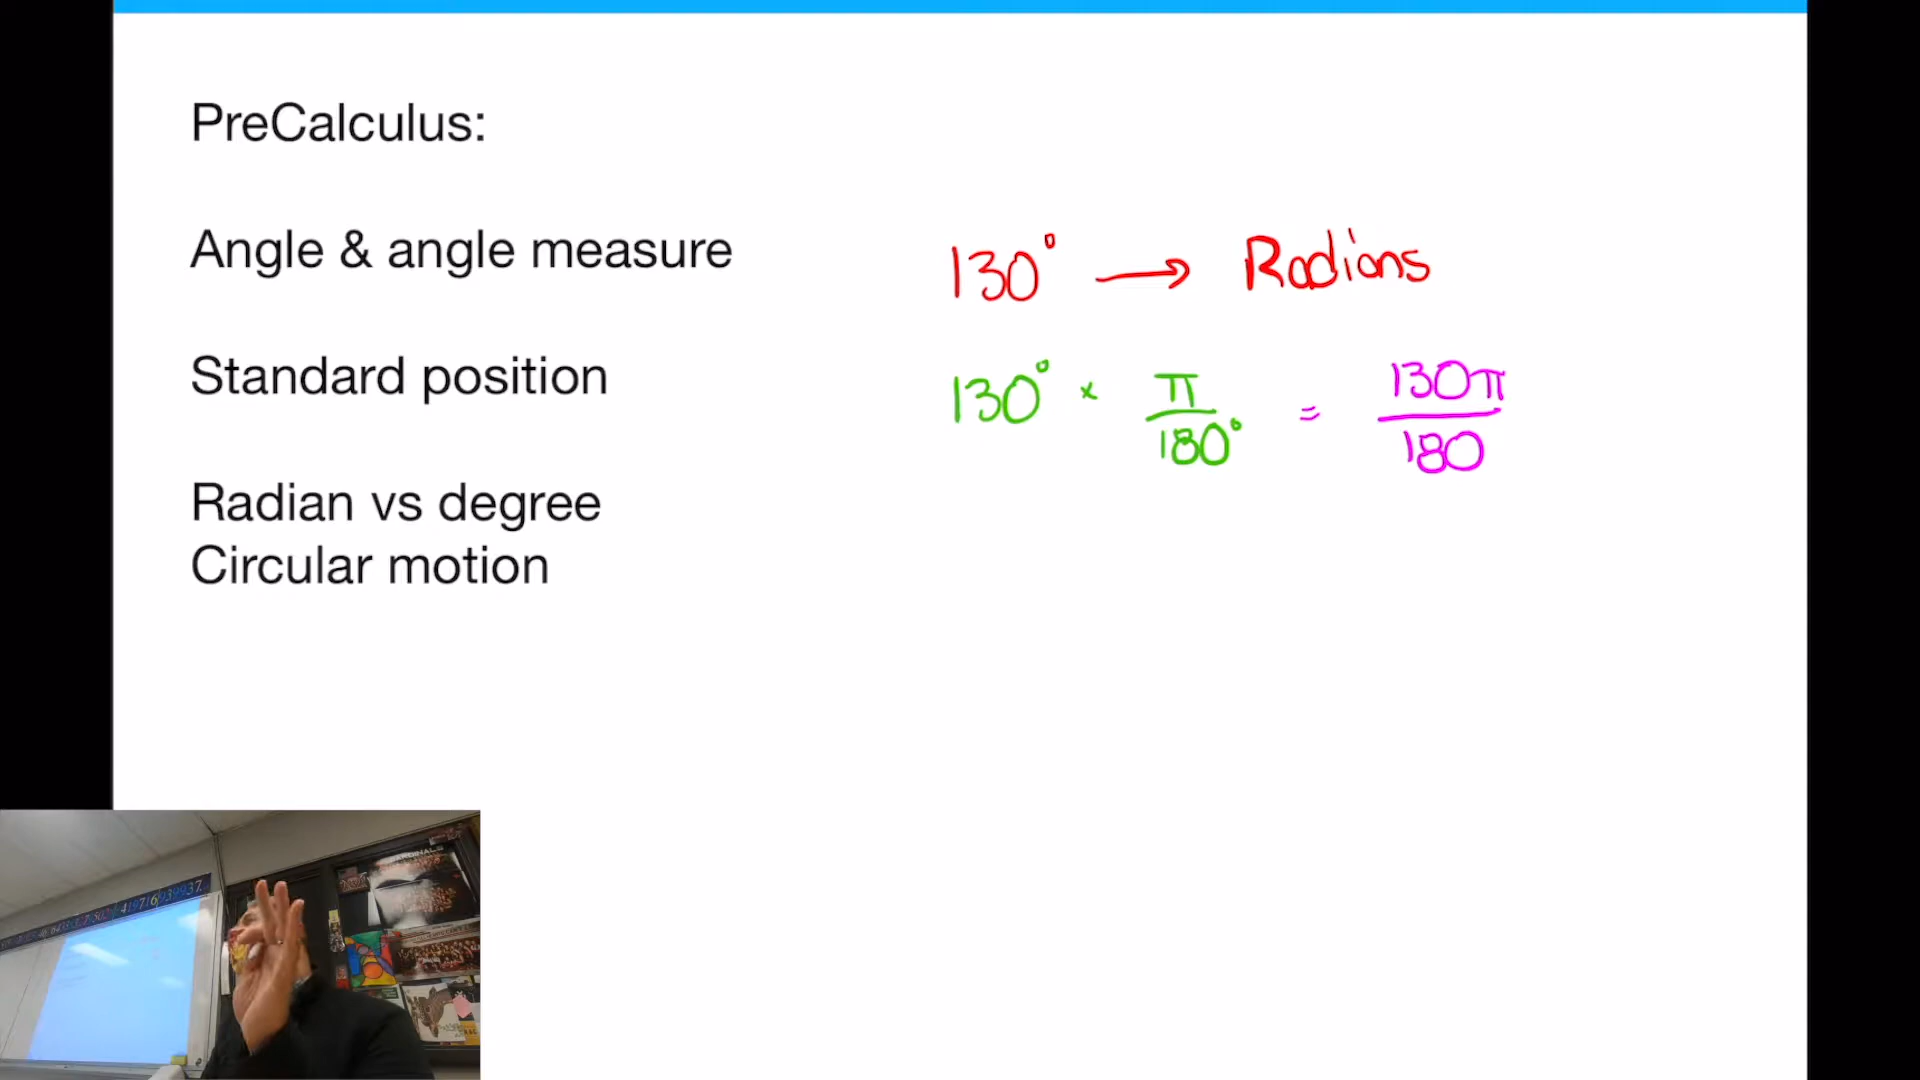 PreCalculus:
Angle & angle measure
Standard position
Radian vs degree
Circular motion
130° → Radians
130° × π/180° = 130π/180